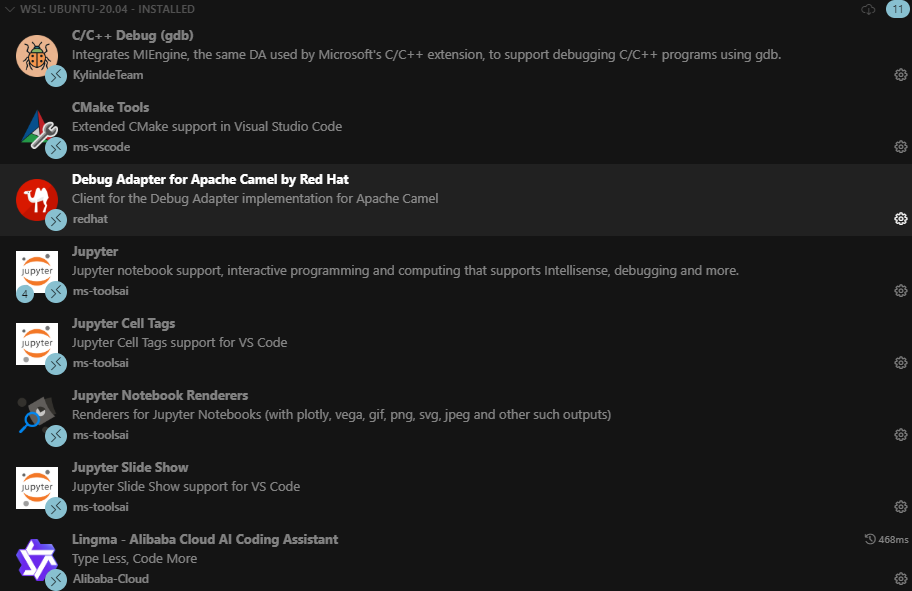 WSL: UBUNTU-20.04 - INSTALLED
11
C/C++ Debug (gdb)
Integrates MIEngine, the same DA used by Microsoft's C/C++ extension, to support debugging C/C++ programs using gdb.
KylinIdeTeam
CMake Tools
Extended CMake support in Visual Studio Code
ms-vscode
Debug Adapter for Apache Camel by Red Hat
Client for the Debug Adapter implementation for Apache Camel
redhat
Jupyter
jupyter
Jupyter notebook support, interactive programming and computing that supports Intellisense, debugging and more.
4
ms-toolsai
Jupyter Cell Tags
jupyter
Jupyter Cell Tags support for VS Code
ms-toolsai
Jupyter Notebook Renderers
Renderers for Jupyter Notebooks (with plotly, vega, gif, png, svg, jpeg and other such outputs)
ms-toolsai
Jupyter Slide Show
jupyter
Jupyter Slide Show support for VS Code
ms-toolsai
Lingma - Alibaba Cloud AI Coding Assistant
468ms
Type Less, Code More
Alibaba-Cloud